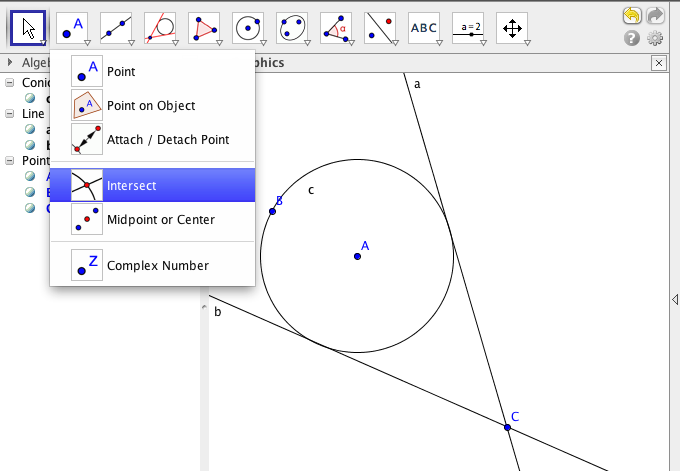 A
α
ABC
a=2
?
Algeb
hics
Conic
c
Line
a
b
Point
A
B
C
A
Point
A
Point on Object
Attach / Detach Point
Intersect
Midpoint or Center
Z
Complex Number
a
B
c
A
b
C